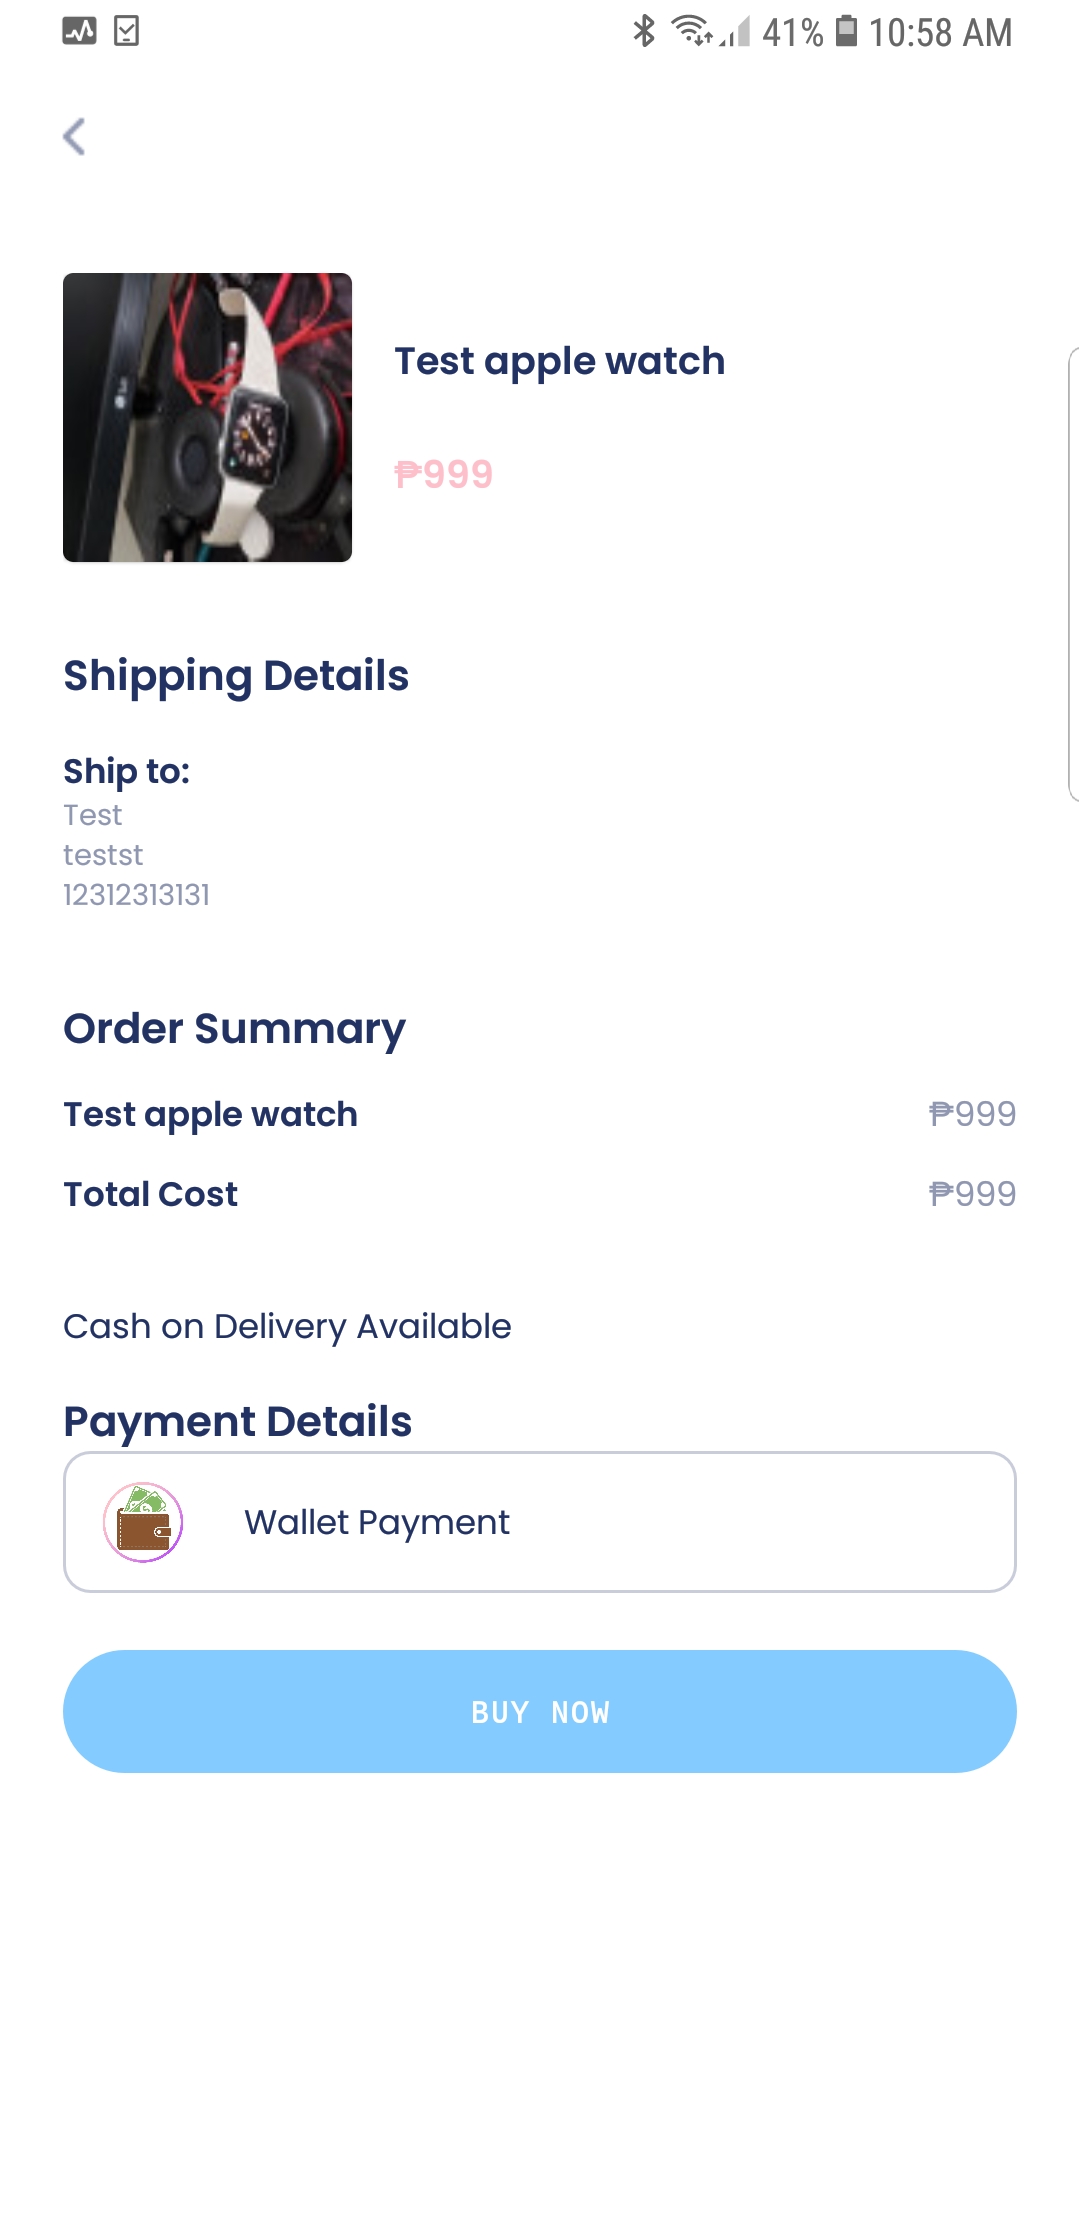 41% 10:58 AM
Test apple watch
₱999
Shipping Details
Ship to:
Test
testst
12312313131
Order Summary
Test apple watch ₱999
Total Cost ₱999
Cash on Delivery Available
Payment Details
Wallet Payment
BUY NOW